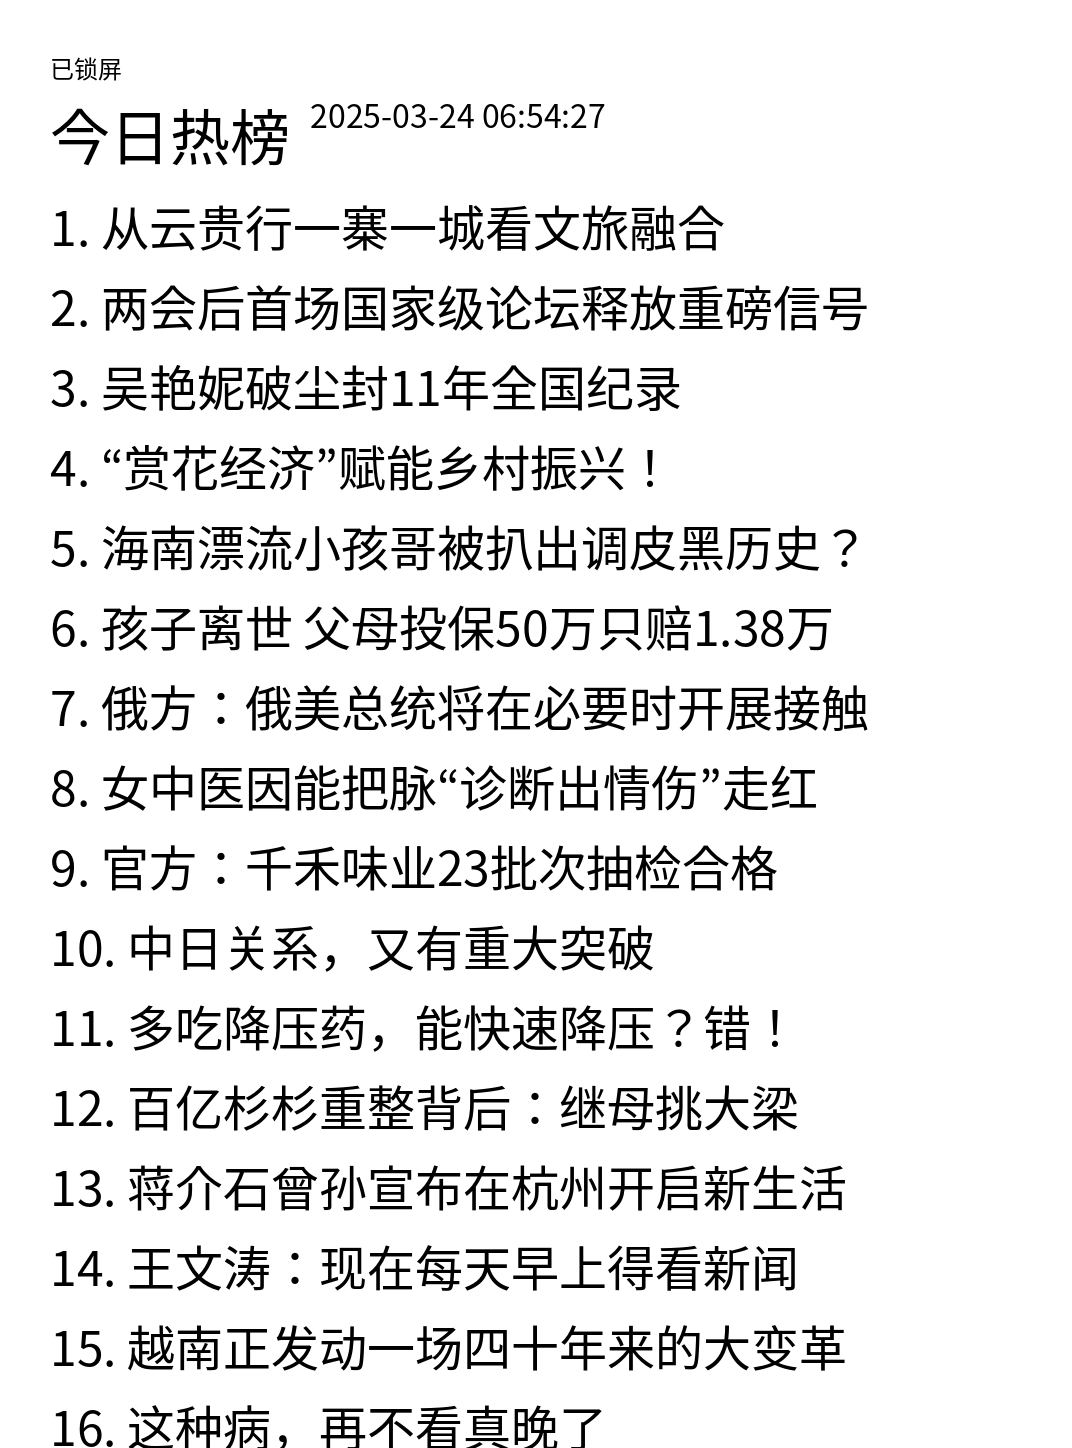 已锁屏
今日热榜 2025-03-24 06:54:27
1. 从云贵行一寨一城看文旅融合
2. 两会后首场国家级论坛释放重磅信号
3. 吴艳妮破尘封11年全国纪录
4. “赏花经济”赋能乡村振兴！
5. 海南漂流小孩哥被扒出调皮黑历史？
6. 孩子离世 父母投保50万只赔1.38万
7. 俄方：俄美总统将在必要时开展接触
8. 女中医因能把脉“诊断出情伤”走红
9. 官方：千禾味业23批次抽检合格
10. 中日关系，又有重大突破
11. 多吃降压药，能快速降压？错！
12. 百亿杉杉重整背后：继母挑大梁
13. 蒋介石曾孙宣布在杭州开启新生活
14. 王文涛：现在每天早上得看新闻
15. 越南正发动一场四十年来的大变革
16. 这种病，再不看真晚了